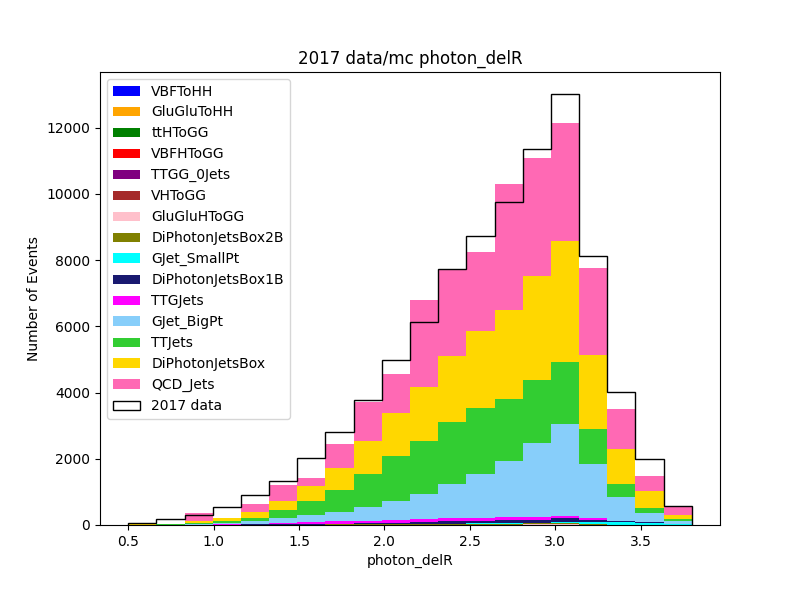 2017 data/mc photon_delR
VBFToHH
GluGluToHH
ttHToGG
VBFHToGG
TTGG_0Jets
VHToGG
GluGluHToGG
DiPhotonJetsBox2B
GJet_SmallPt
DiPhotonJetsBox1B
TTGJets
GJet_BigPt
TTJets
DiPhotonJetsBox
QCD_Jets
2017 data
Number of Events
12000
10000
8000
6000
4000
2000
0
0.5 1.0 1.5 2.0 2.5 3.0 3.5
photon_delR